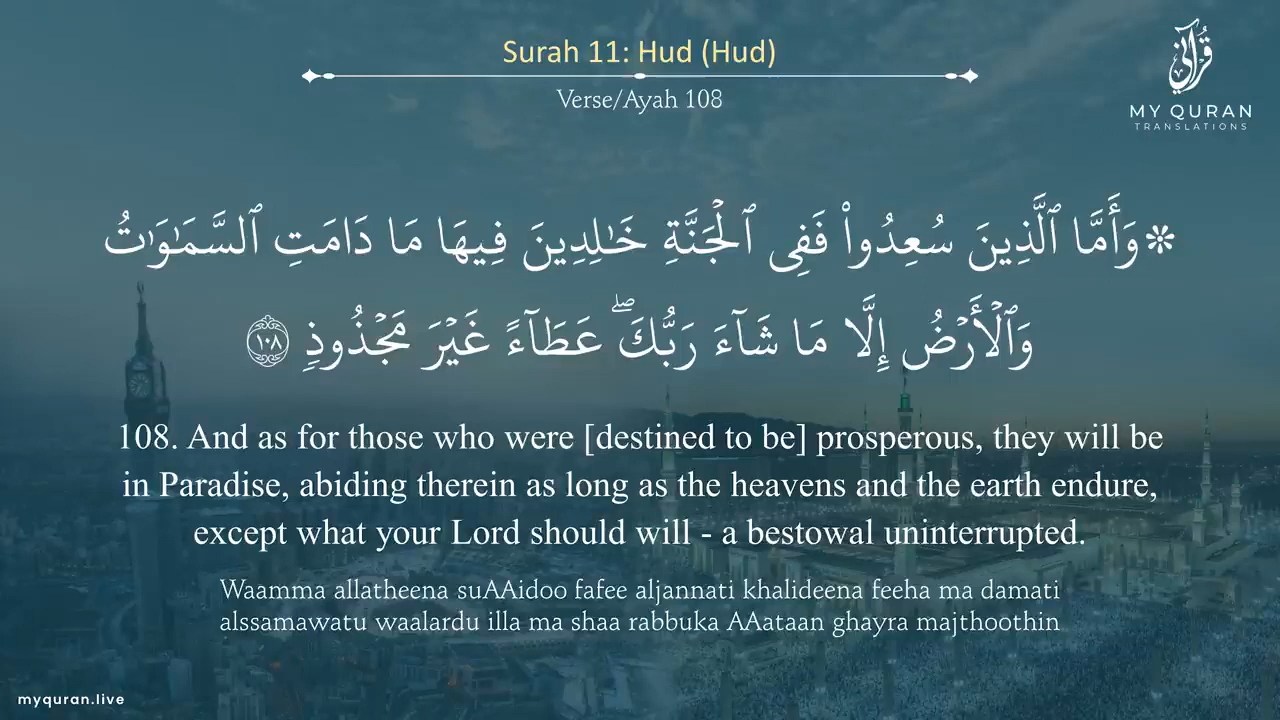 Surah 11: Hud (Hud)
Verse/Ayah 108
قرآني
MY QURAN
TRANSLATIONS
۞ وَأَمَّا ٱلَّذِينَ سُعِدُوا۟ فَفِى ٱلْجَنَّةِ خَـٰلِدِينَ فِيهَا مَا دَامَتِ ٱلسَّمَـٰوَٰتُ
وَٱلْأَرْضُ إِلَّا مَا شَآءَ رَبُّكَ ۖ عَطَآءً غَيْرَ مَجْذُوذٍ ١٠٨
108. And as for those who were [destined to be] prosperous, they will be
in Paradise, abiding therein as long as the heavens and the earth endure,
except what your Lord should will - a bestowal uninterrupted.
Waamma allatheena suAAidoo fafee aljannati khalideena feeha ma damati
alssamawatu waalardu illa ma shaa rabbuka AAataan ghayra majthoothin
myquran.live